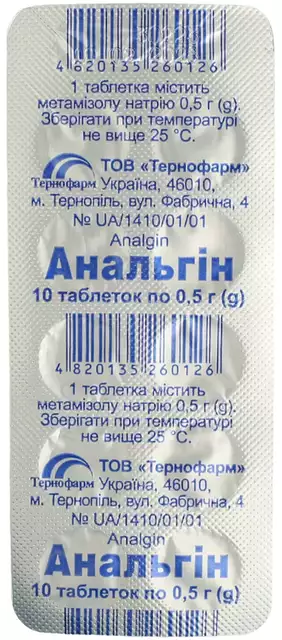 4 820135 260126
1 таблетка містить
метамізолу натрію 0,5 г (g).
Зберігати при температурі
не вище 25 °С.
ТОВ «Тернофарм»
Тернофарм Україна, 46010,
м. Тернопіль, вул. Фабрична, 4
№ UA/1410/01/01
Analgin
Анальгін
10 таблеток по 0,5 г (g)
4 820135 260126
1 таблетка містить
метамізолу натрію 0,5 г (g).
Зберігати при температурі
не вище 25 °С.
ТОВ «Тернофарм»
Тернофарм Україна, 46010,
м. Тернопіль, вул. Фабрична, 4
№ UA/1410/01/01
Analgin
Анальгін
10 таблеток по 0,5 г (g)